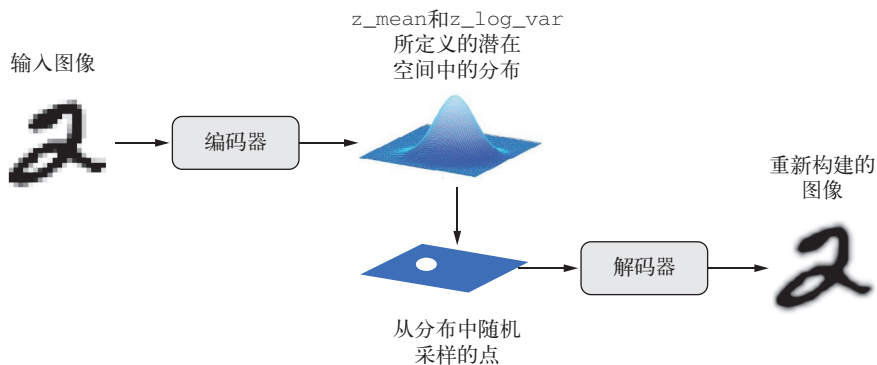 输入图像
编码器
z_mean和z_log_var
所定义的潜在
空间中的分布
从分布中随机
采样的点
解码器
重新构建的
图像